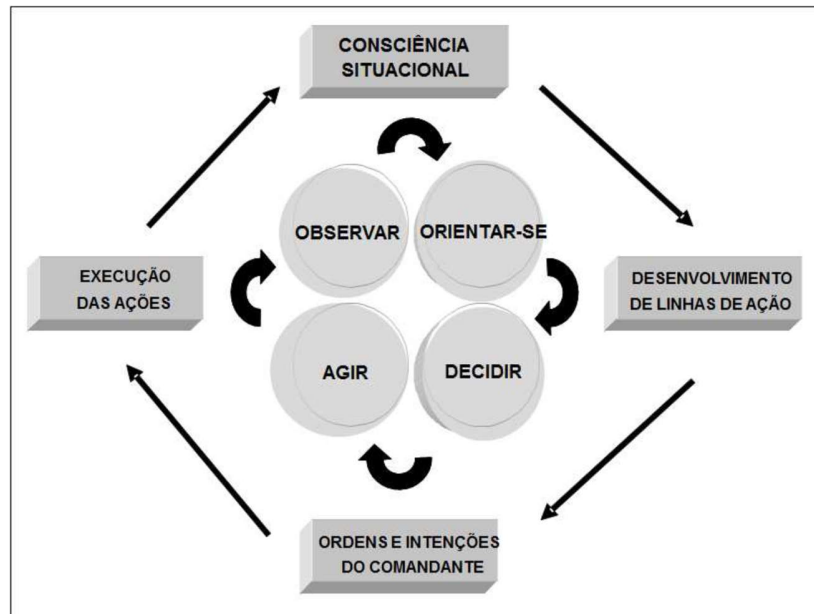 CONSCIÊNCIA
SITUACIONAL
OBSERVAR
ORIENTAR-SE
EXECUÇÃO
DAS AÇÕES
DESENVOLVIMENTO
DE LINHAS DE AÇÃO
AGIR
DECIDIR
ORDENS E INTENÇÕES
DO COMANDANTE